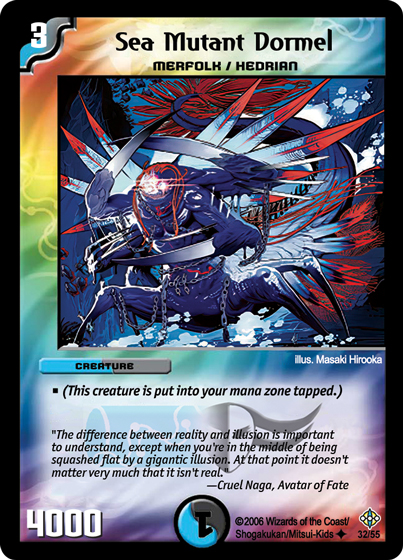 3
Sea Mutant Dormel
MERFOLK / HEDRIAN
illus. Masaki Hirooka
CREATURE
▪ (This creature is put into your mana zone tapped.)
"The difference between reality and illusion is important
to understand, except when you're in the middle of being
squashed flat by a gigantic illusion. At that point it doesn't
matter very much that it isn't real."
—Cruel Naga, Avatar of Fate
4000
©2006 Wizards of the Coast/
Shogakukan/Mitsui-Kids ◆ 32/55